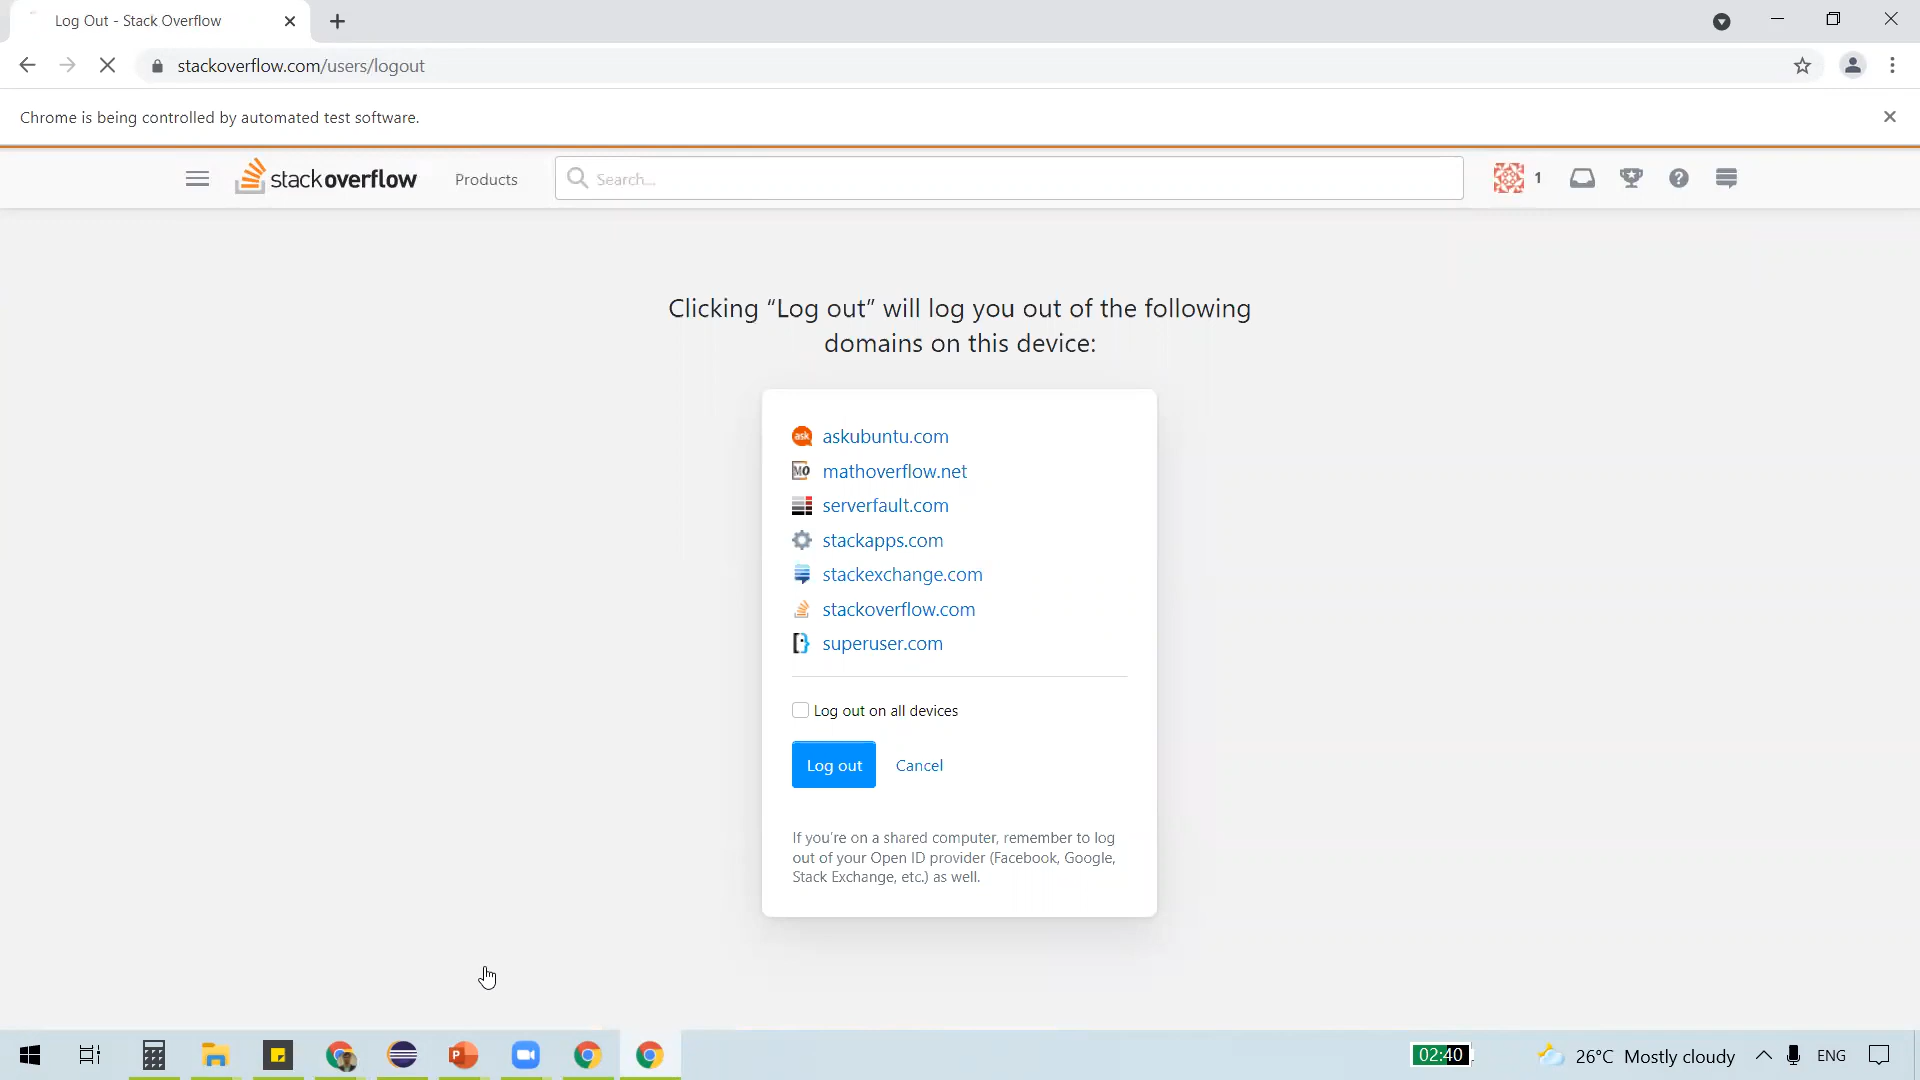 Log Out - Stack Overflow
stackoverflow.com/users/logout
Chrome is being controlled by automated test software.
stackoverflow
Products
Search...
1
Clicking “Log out” will log you out of the following
domains on this device:
ask
askubuntu.com
MO
mathoverflow.net
serverfault.com
stackapps.com
stackexchange.com
stackoverflow.com
superuser.com
Log out on all devices
Log out
Cancel
If you're on a shared computer, remember to log
out of your Open ID provider (Facebook, Google,
Stack Exchange, etc.) as well.
02:40
26°C Mostly cloudy
ENG